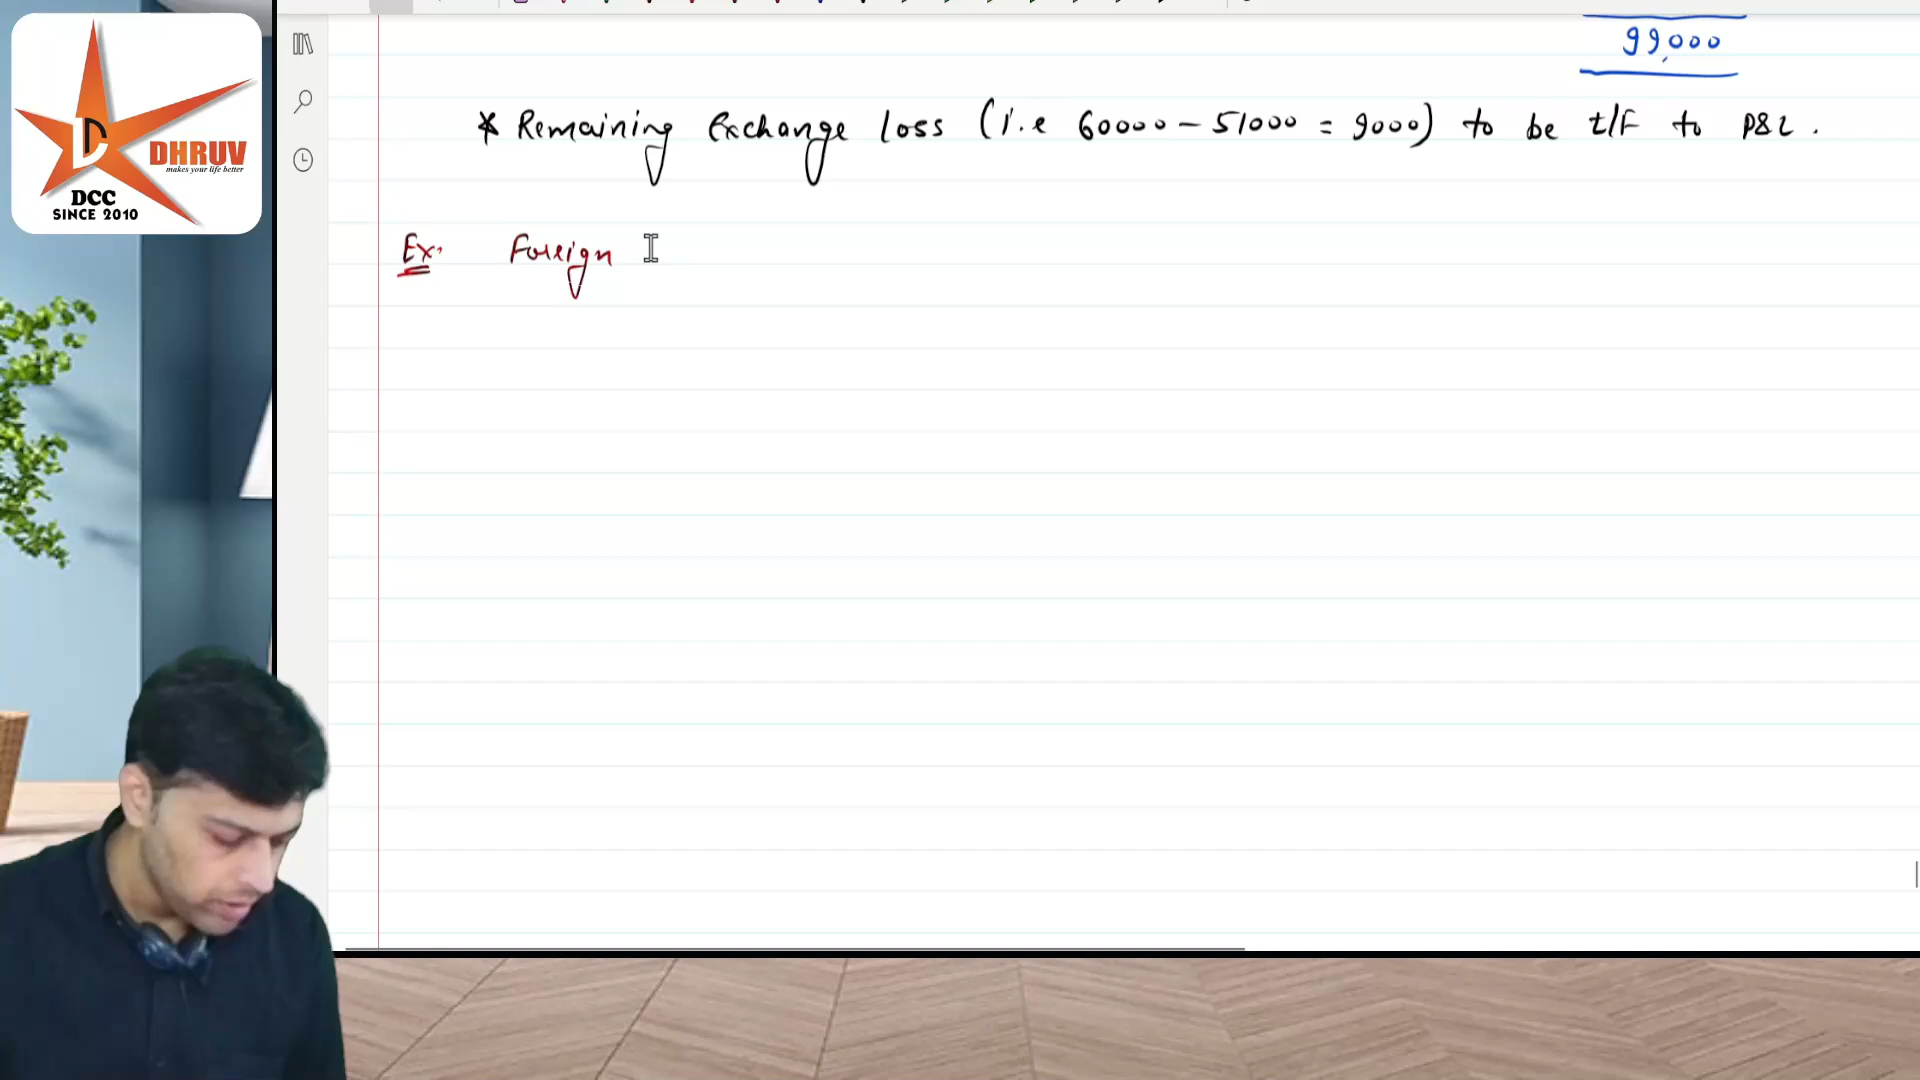 DC
DHRUV
makes your life better
DCC
SINCE 2010
99,000
* Remaining Exchange loss (i.e 60000 - 51000 = 9000) to be t/f to P&L.
Ex. Foreign